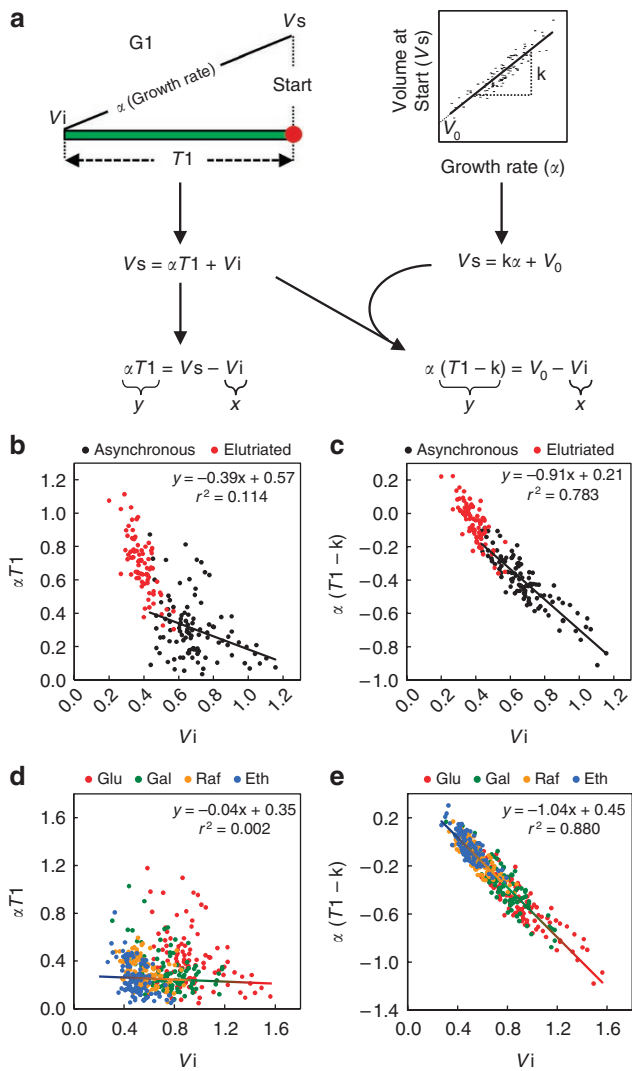 a
G1
Vs
α (Growth rate)
Start
Vi
T1
Volume at
Start (Vs)
k
V₀
Growth rate (α)
Vs = αT1 + Vi
Vs = kα + V₀
αT1 = Vs − Vi
y
x
α (T1 − k) = V₀ − Vi
y
x
b
Asynchronous Elutriated
y = −0.39x + 0.57
r² = 0.114
αT1
1.2
1.0
0.8
0.6
0.4
0.2
0.0
0.0 0.2 0.4 0.6 0.8 1.0 1.2
Vi
c
Asynchronous Elutriated
y = −0.91x + 0.21
r² = 0.783
α (T1 − k)
0.2
0.0
−0.2
−0.4
−0.6
−0.8
−1.0
0.0 0.2 0.4 0.6 0.8 1.0 1.2
Vi
d
Glu Gal Raf Eth
y = −0.04x + 0.35
r² = 0.002
αT1
1.6
1.2
0.8
0.4
0.0
0.0 0.4 0.8 1.2 1.6
Vi
e
Glu Gal Raf Eth
y = −1.04x + 0.45
r² = 0.880
α (T1 − k)
0.2
−0.2
−0.6
−1.0
−1.4
0.4 0.8 1.2 1.6
Vi